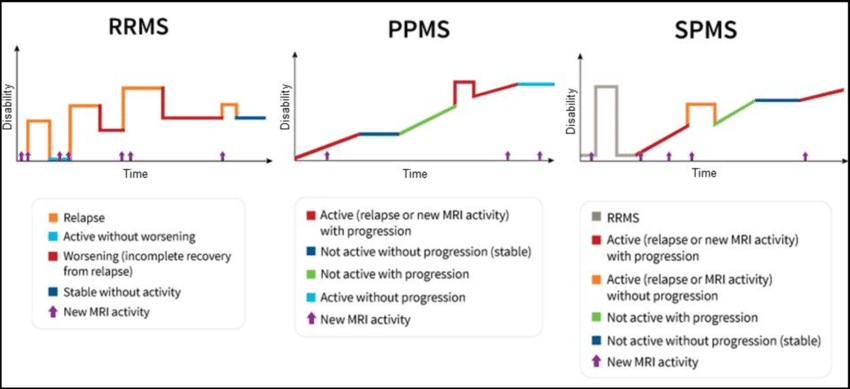 RRMS
Disability
Time
Relapse
Active without worsening
Worsening (incomplete recovery
from relapse)
Stable without activity
New MRI activity
PPMS
Disability
Time
Active (relapse or new MRI activity)
with progression
Not active without progression (stable)
Not active with progression
Active without progression
New MRI activity
SPMS
Disability
Time
RRMS
Active (relapse or new MRI activity)
with progression
Active (relapse or MRI activity)
without progression
Not active with progression
Not active without progression (stable)
New MRI activity